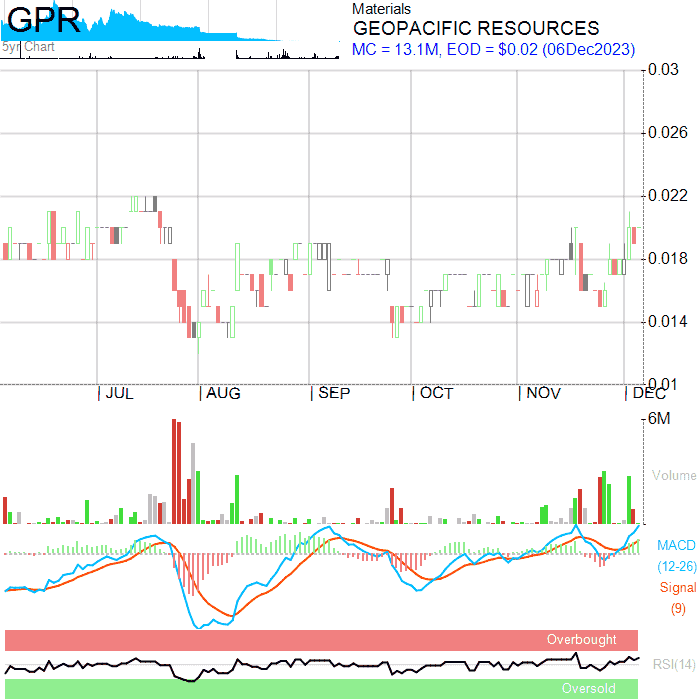 GPR
Materials
GEOPACIFIC RESOURCES
MC = 13.1M, EOD = $0.02 (06Dec2023)
5yr Chart
0.03
0.026
0.022
0.018
0.014
0.01
JUL AUG SEP OCT NOV DEC
6M
Volume
MACD
(12-26)
Signal
(9)
Overbought
RSI(14)
Oversold